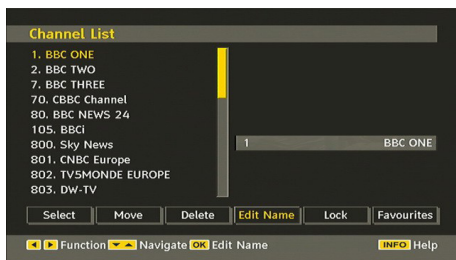 Channel List
1. BBC ONE
2. BBC TWO
7. BBC THREE
70. CBBC Channel
80. BBC NEWS 24
105. BBCi
800. Sky News
801. CNBC Europe
802. TV5MONDE EUROPE
803. DW-TV
1 BBC ONE
Select Move Delete Edit Name Lock Favourites
Function Navigate OK Edit Name INFO Help